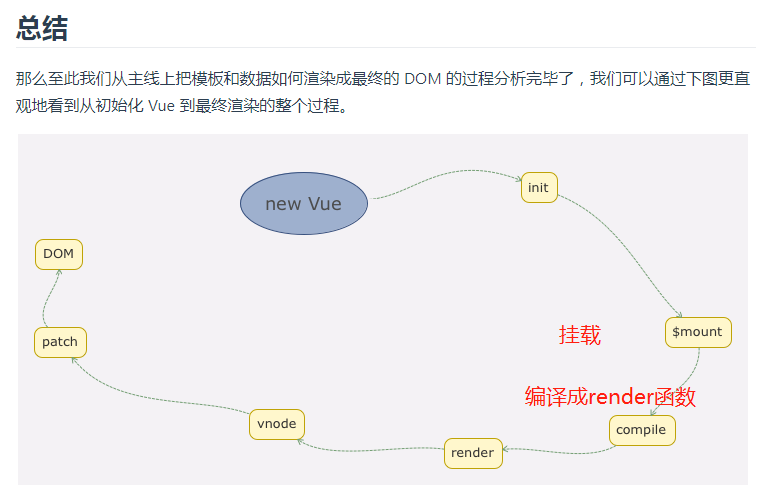 总结
那么至此我们从主线上把模板和数据如何渲染成最终的 DOM 的过程分析完毕了，我们可以通过下图更直
观地看到从初始化 Vue 到最终渲染的整个过程。
new Vue
init
DOM
$mount
挂载
patch
编译成render函数
vnode
compile
render